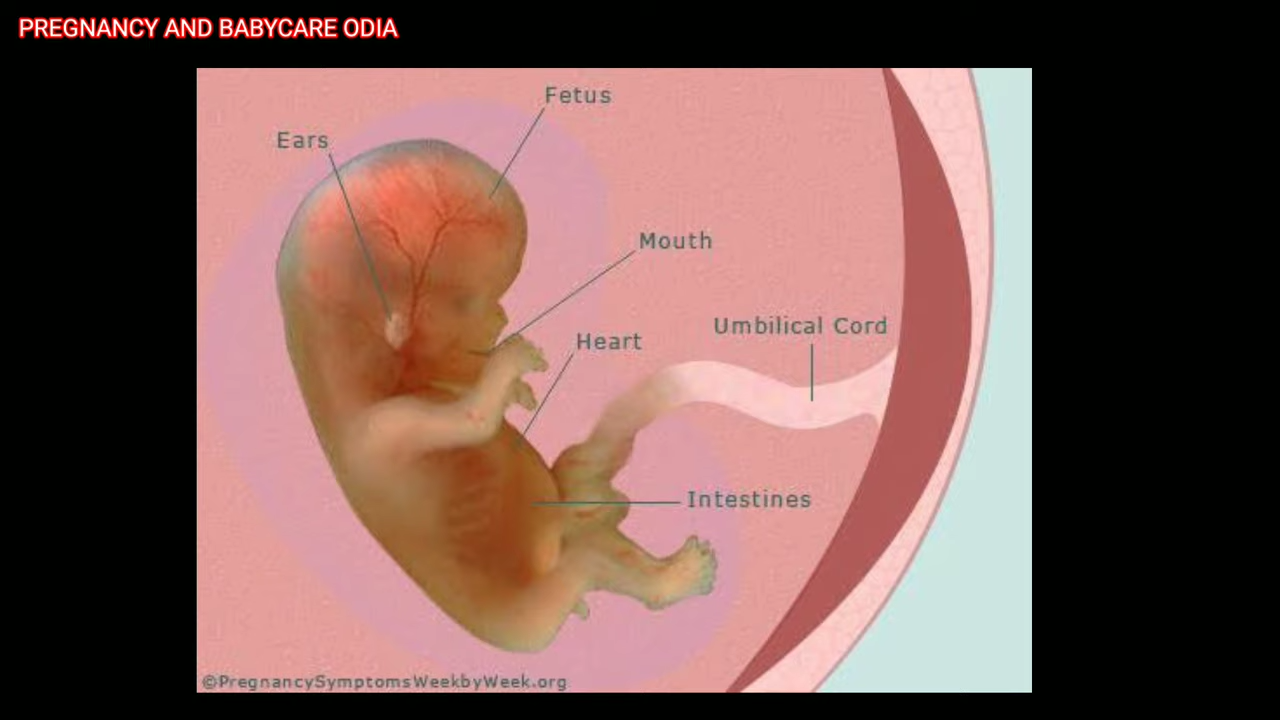 PREGNANCY AND BABYCARE ODIA
Fetus
Ears
Mouth
Umbilical Cord
Heart
Intestines
©PregnancySymptomsWeekbyWeek.org